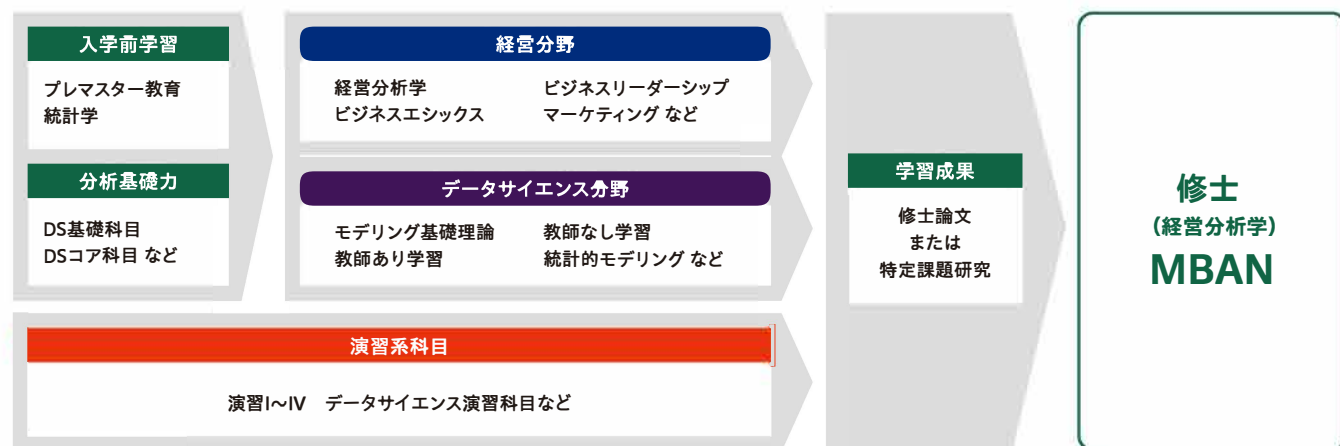 入学前学習
プレマスター教育
統計学
分析基礎力
DS基礎科目
DSコア科目 など
経営分野
経営分析学 ビジネスリーダーシップ
ビジネスエシックス マーケティング など
データサイエンス分野
モデリング基礎理論 教師なし学習
教師あり学習 統計的モデリング など
演習系科目
演習I〜IV データサイエンス演習科目など
学習成果
修士論文
または
特定課題研究
修士
（経営分析学）
MBAN